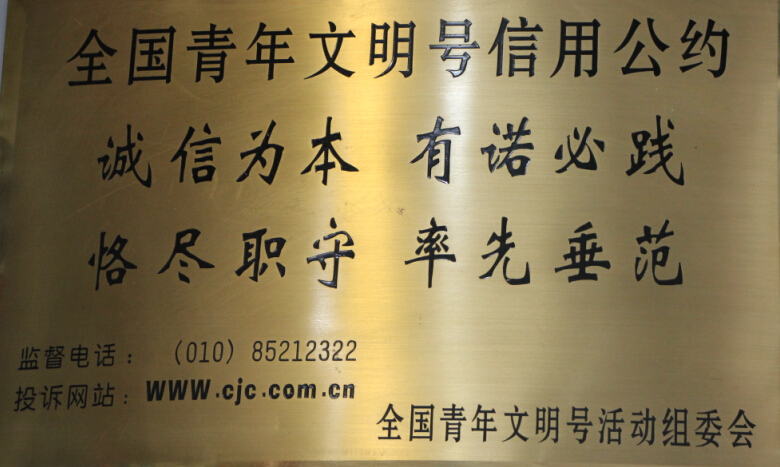 全国青年文明号信用公约
诚信为本 有诺必践
恪尽职守 率先垂范
监督电话：（010）85212322
投诉网站：www.cjc.com.cn
全国青年文明号活动组委会